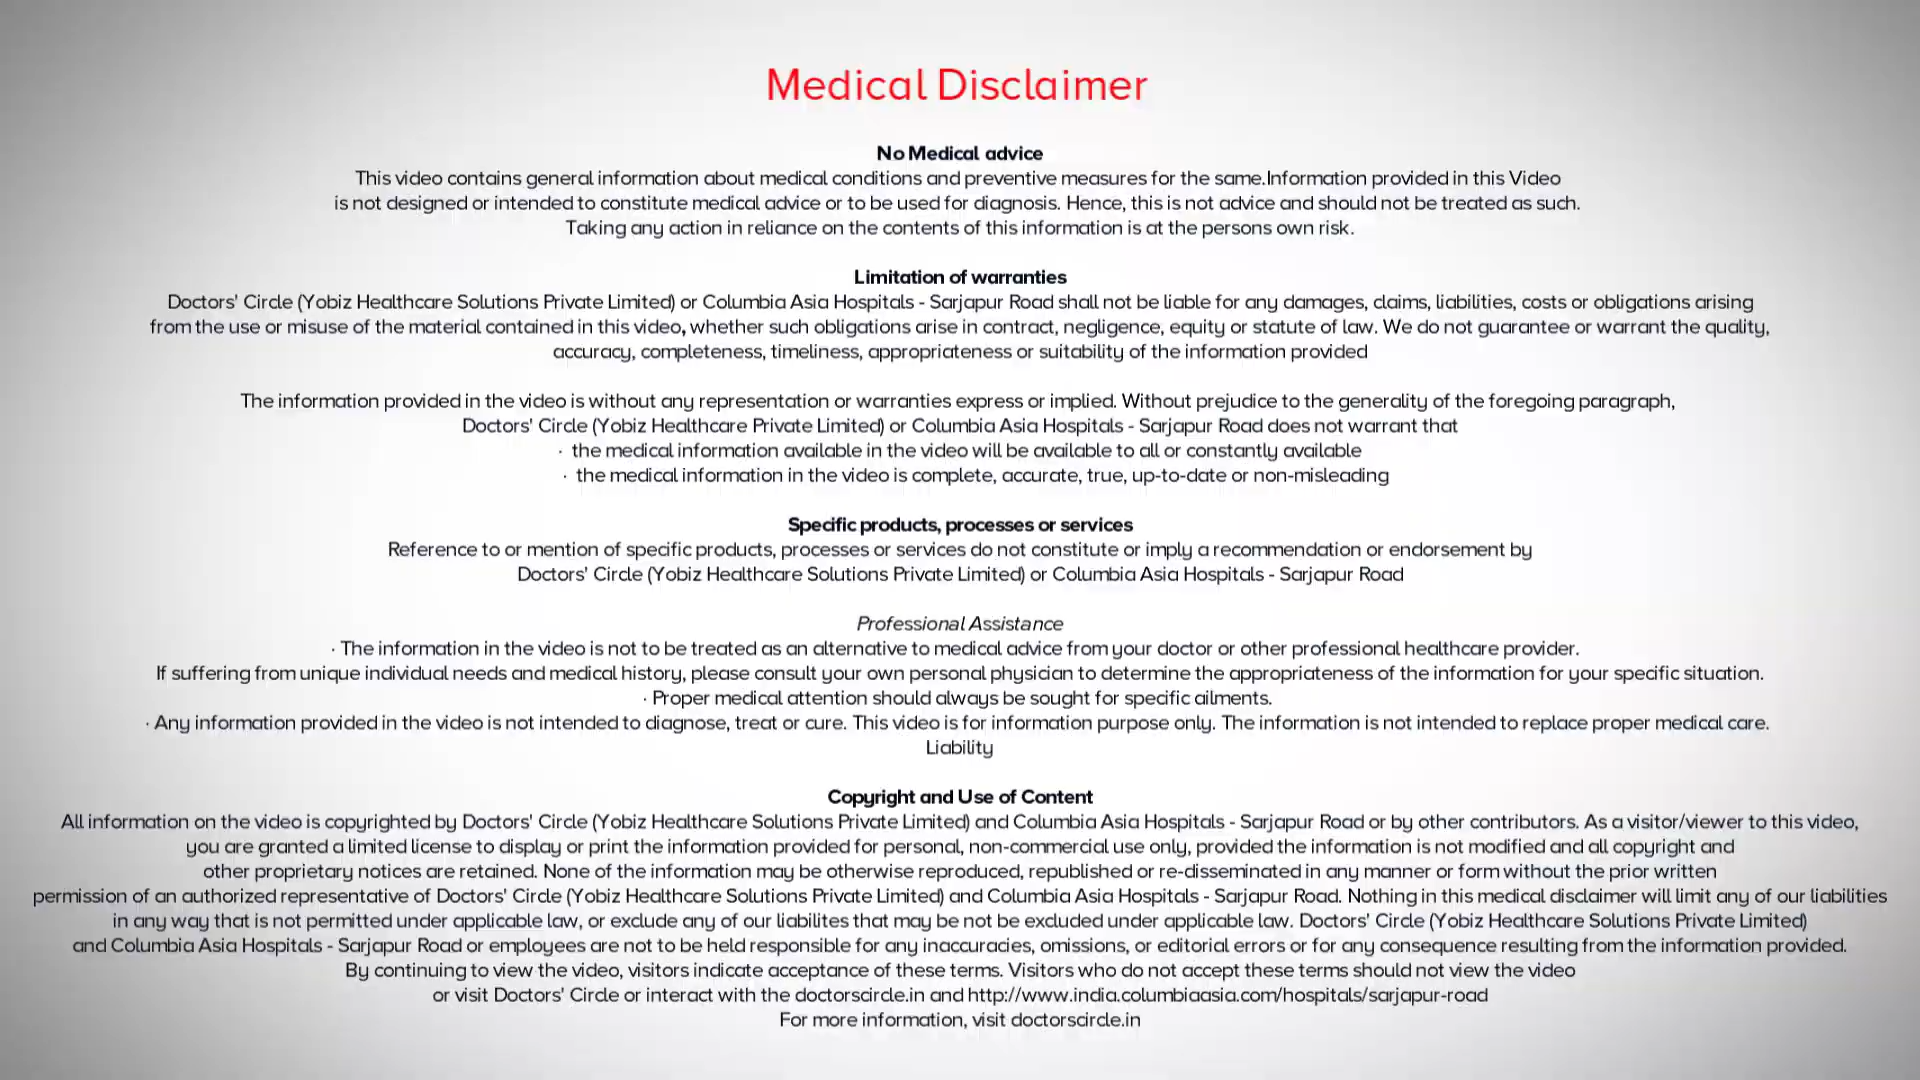 Medical Disclaimer
No Medical advice
This video contains general information about medical conditions and preventive measures for the same.Information provided in this Video
is not designed or intended to constitute medical advice or to be used for diagnosis. Hence, this is not advice and should not be treated as such.
Taking any action in reliance on the contents of this information is at the persons own risk.
Limitation of warranties
Doctors' Circle (Yobiz Healthcare Solutions Private Limited) or Columbia Asia Hospitals - Sarjapur Road shall not be liable for any damages, claims, liabilities, costs or obligations arising
from the use or misuse of the material contained in this video, whether such obligations arise in contract, negligence, equity or statute of law. We do not guarantee or warrant the quality,
accuracy, completeness, timeliness, appropriateness or suitability of the information provided
The information provided in the video is without any representation or warranties express or implied. Without prejudice to the generality of the foregoing paragraph,
Doctors' Circle (Yobiz Healthcare Private Limited) or Columbia Asia Hospitals - Sarjapur Road does not warrant that
· the medical information available in the video will be available to all or constantly available
· the medical information in the video is complete, accurate, true, up-to-date or non-misleading
Specific products, processes or services
Reference to or mention of specific products, processes or services do not constitute or imply a recommendation or endorsement by
Doctors' Circle (Yobiz Healthcare Solutions Private Limited) or Columbia Asia Hospitals - Sarjapur Road
Professional Assistance
· The information in the video is not to be treated as an alternative to medical advice from your doctor or other professional healthcare provider.
If suffering from unique individual needs and medical history, please consult your own personal physician to determine the appropriateness of the information for your specific situation.
· Proper medical attention should always be sought for specific ailments.
· Any information provided in the video is not intended to diagnose, treat or cure. This video is for information purpose only. The information is not intended to replace proper medical care.
Liability
Copyright and Use of Content
All information on the video is copyrighted by Doctors' Circle (Yobiz Healthcare Solutions Private Limited) and Columbia Asia Hospitals - Sarjapur Road or by other contributors. As a visitor/viewer to this video,
you are granted a limited license to display or print the information provided for personal, non-commercial use only, provided the information is not modified and all copyright and
other proprietary notices are retained. None of the information may be otherwise reproduced, republished or re-disseminated in any manner or form without the prior written
permission of an authorized representative of Doctors' Circle (Yobiz Healthcare Solutions Private Limited) and Columbia Asia Hospitals - Sarjapur Road. Nothing in this medical disclaimer will limit any of our liabilities
in any way that is not permitted under applicable law, or exclude any of our liabilites that may be not be excluded under applicable law. Doctors' Circle (Yobiz Healthcare Solutions Private Limited)
and Columbia Asia Hospitals - Sarjapur Road or employees are not to be held responsible for any inaccuracies, omissions, or editorial errors or for any consequence resulting from the information provided.
By continuing to view the video, visitors indicate acceptance of these terms. Visitors who do not accept these terms should not view the video
or visit Doctors' Circle or interact with the doctorscircle.in and http://www.india.columbiaasia.com/hospitals/sarjapur-road
For more information, visit doctorscircle.in